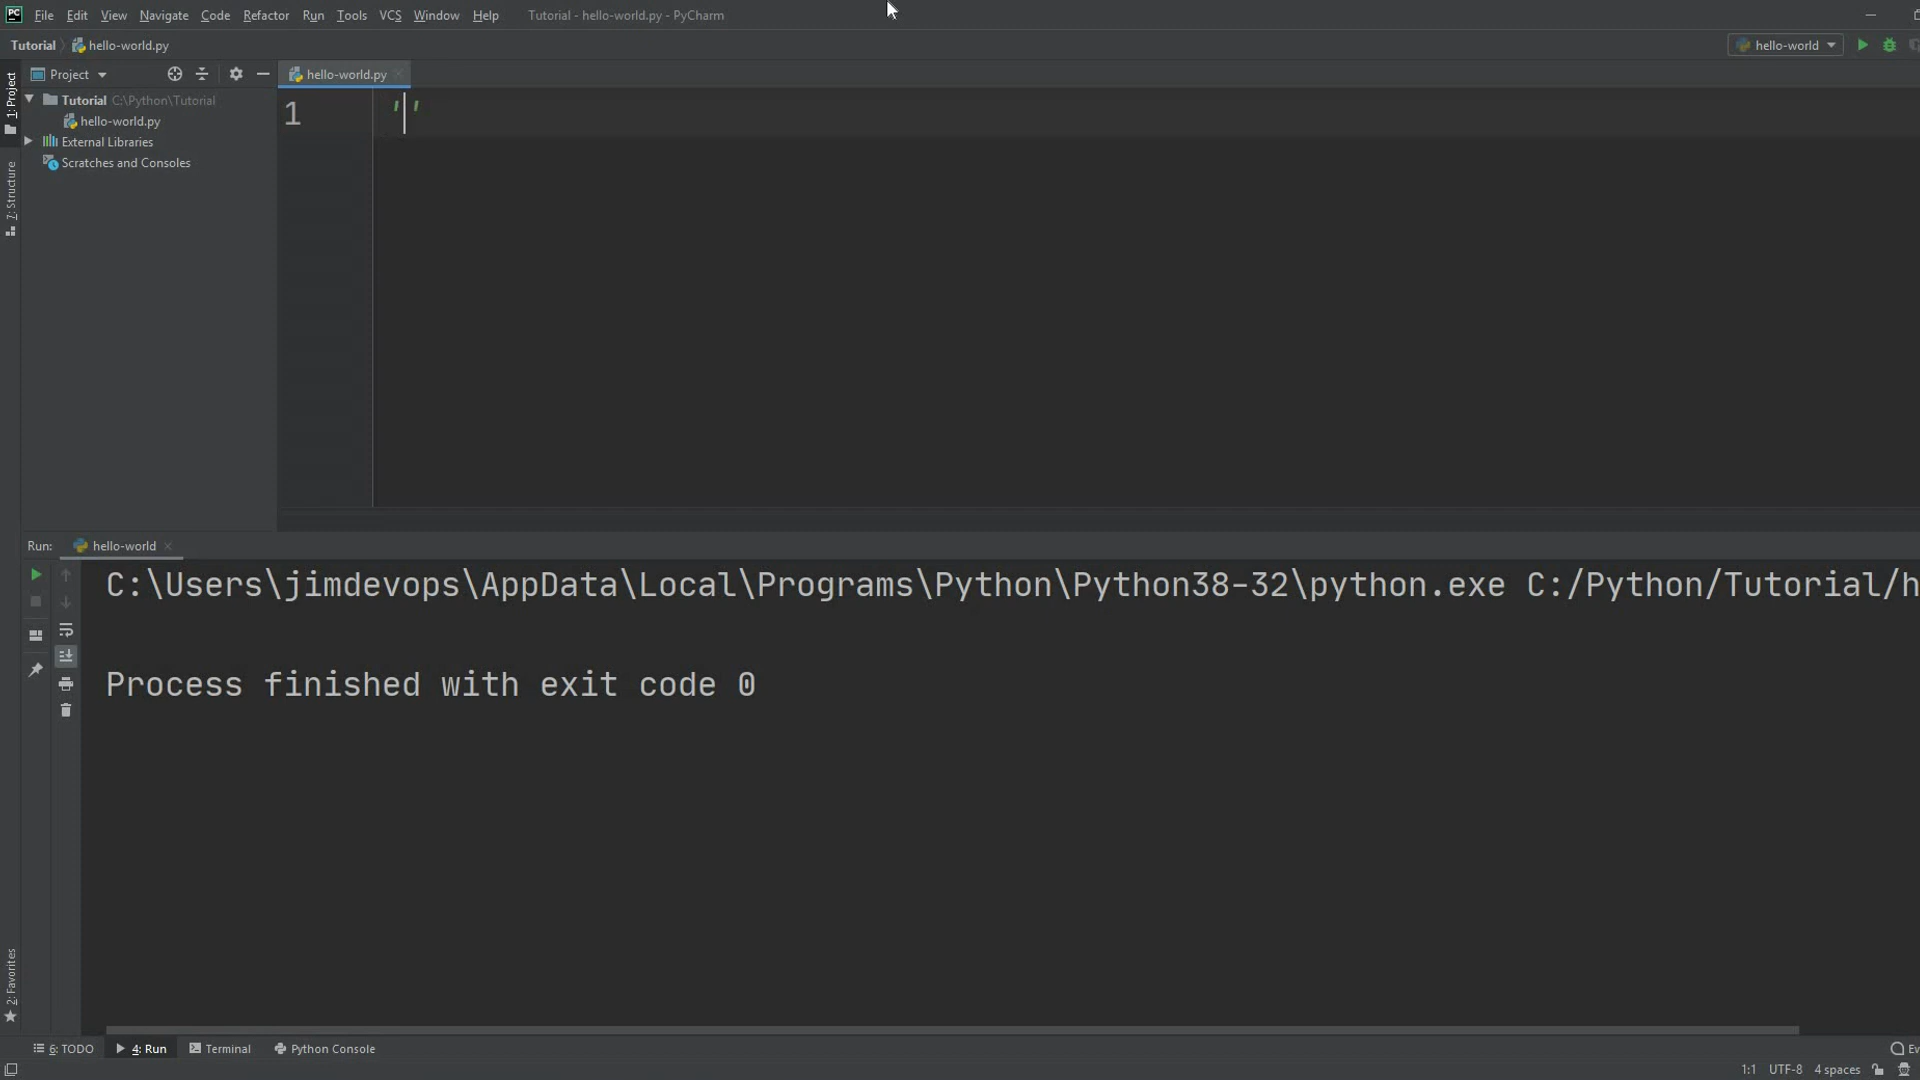 PC File Edit View Navigate Code Refactor Run Tools VCS Window Help Tutorial - hello-world.py - PyCharm
Tutorial hello-world.py hello-world
1: Project
Project hello-world.py
Tutorial C:\Python\Tutorial
hello-world.py
External Libraries
Scratches and Consoles
1 ''
7: Structure
Run: hello-world
C:\Users\jimdevops\AppData\Local\Programs\Python\Python38-32\python.exe C:/Python/Tutorial/h
Process finished with exit code 0
2: Favorites
6: TODO 4: Run Terminal Python Console Ev
1:1 UTF-8 4 spaces